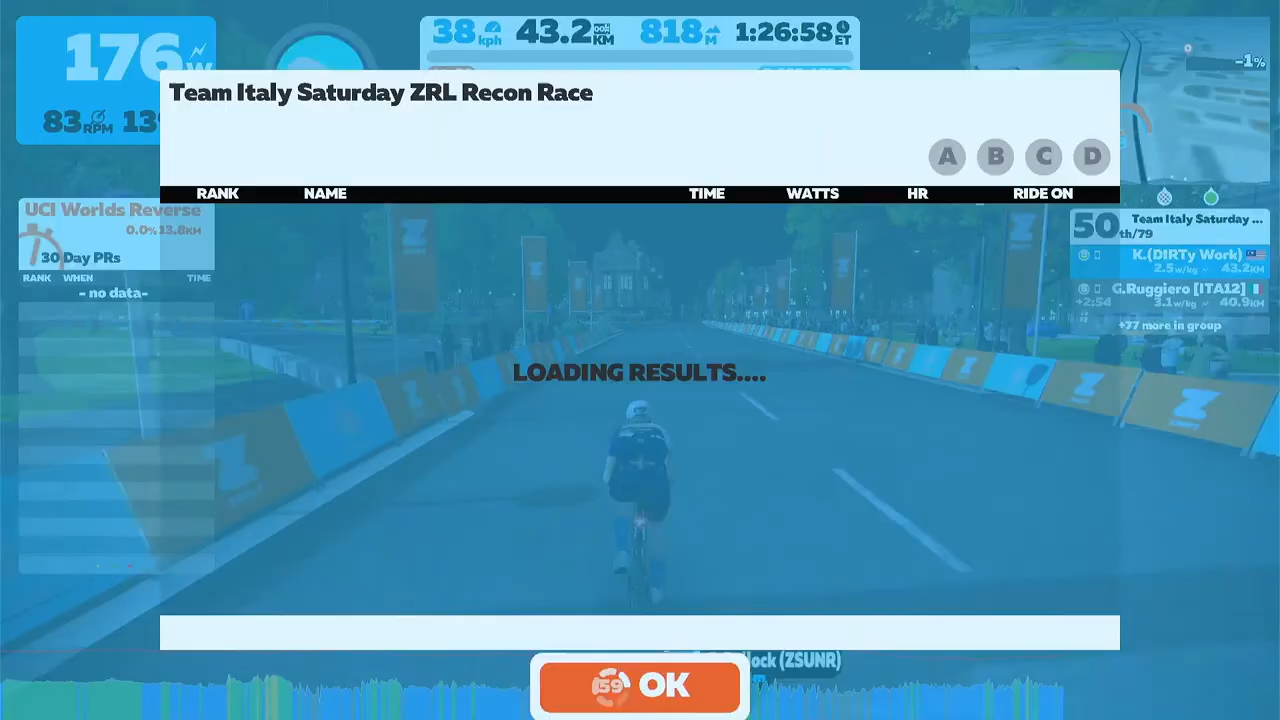 176W
83 RPM 13
38 kph 43.2 KM 818 M 1:26:58 ET
-1%
Team Italy Saturday ZRL Recon Race
A B C D
RANK NAME TIME WATTS HR RIDE ON
UCI Worlds Reverse
0.0% 13.8KM
30 Day PRs
RANK WHEN TIME
- no data-
50th/79 Team Italy Saturday ...
K.(DIRTy Work)
2.5w/kg 43.2KM
G.Ruggiero [ITA12]
+2:54 3.1w/kg 40.9KM
+77 more in group
LOADING RESULTS....
lock (ZSUNR)
59 OK